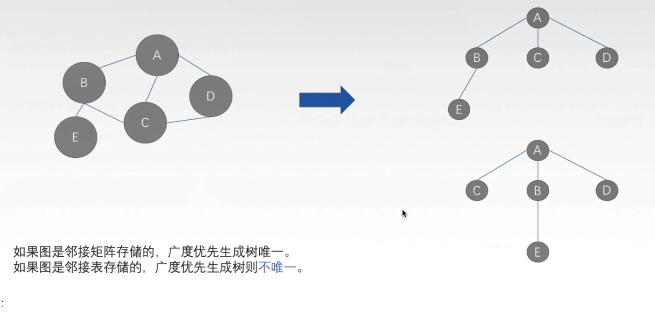 A
B
C
D
E
A
B C D
E
A
C B D
E
如果图是邻接矩阵存储的，广度优先生成树唯一。
如果图是邻接表存储的，广度优先生成树则不唯一。
: